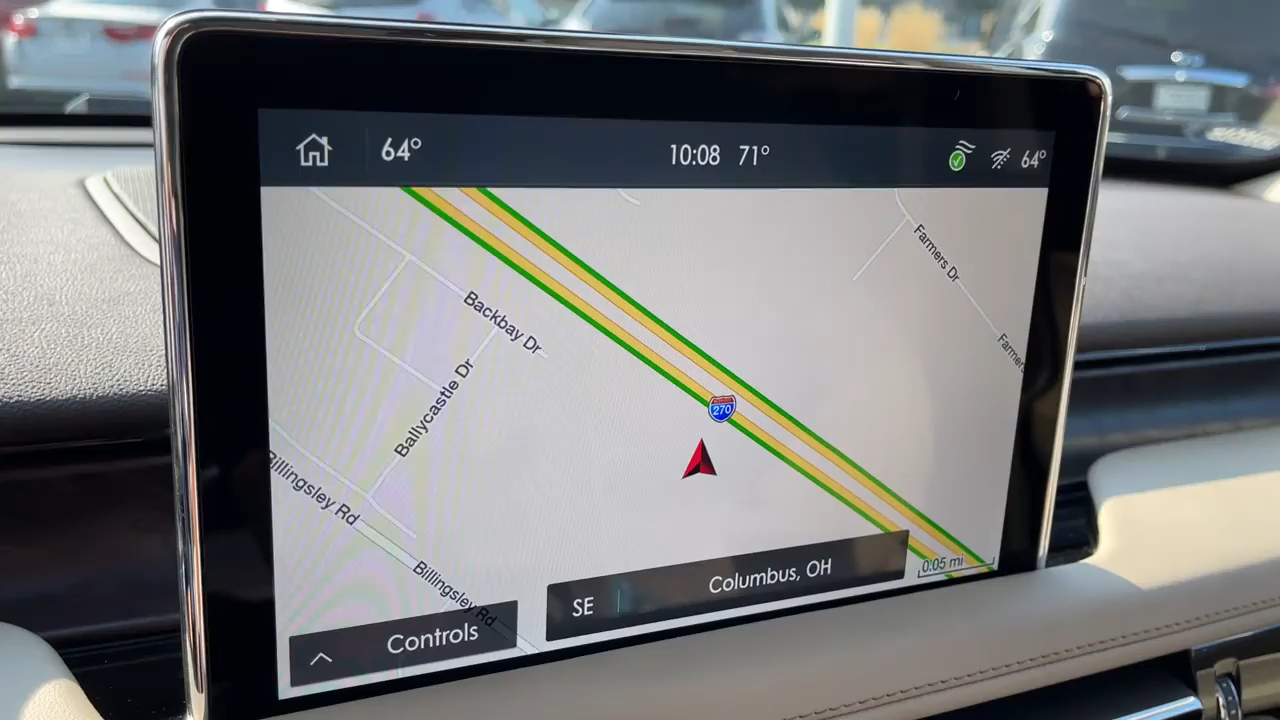 64°
10:08 71°
64°
Farmers Dr
Backbay Dr
Farmers
Ballycastle Dr
270
Billingsley Rd
Billingsley Rd
0.05 mi
SE
Columbus, OH
Controls